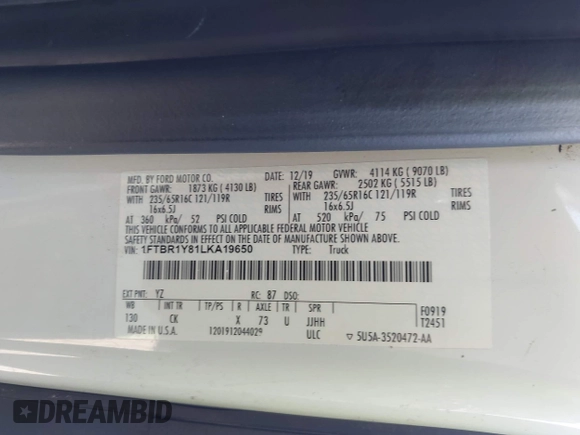 MFD. BY FORD MOTOR CO. DATE: 12/19 GVWR: 4114 KG ( 9070 LB)
FRONT GAWR: 1873 KG ( 4130 LB) REAR GAWR: 2502 KG ( 5515 LB)
WITH 235/65R16C 121/119R TIRES WITH 235/65R16C 121/119R TIRES
16x6.5J RIMS 16x6.5J RIMS
AT 360 kPa/ 52 PSI COLD AT 520 kPa/ 75 PSI COLD
THIS VEHICLE CONFORMS TO ALL APPLICABLE FEDERAL MOTOR VEHICLE
SAFETY STANDARDS IN EFFECT ON THE DATE OF MANUFACTURE SHOWN ABOVE.
VIN: 1FTBR1Y81LKA19650 TYPE: Truck
EXT PNT: YZ RC: 87 DSO:
WB INT TR TP/PS R AXLE TR SPR F0919
130 CK X 73 U JJHH T2451
MADE IN U.S.A. ULC 5U5A-3520472-AA
DREAMBID